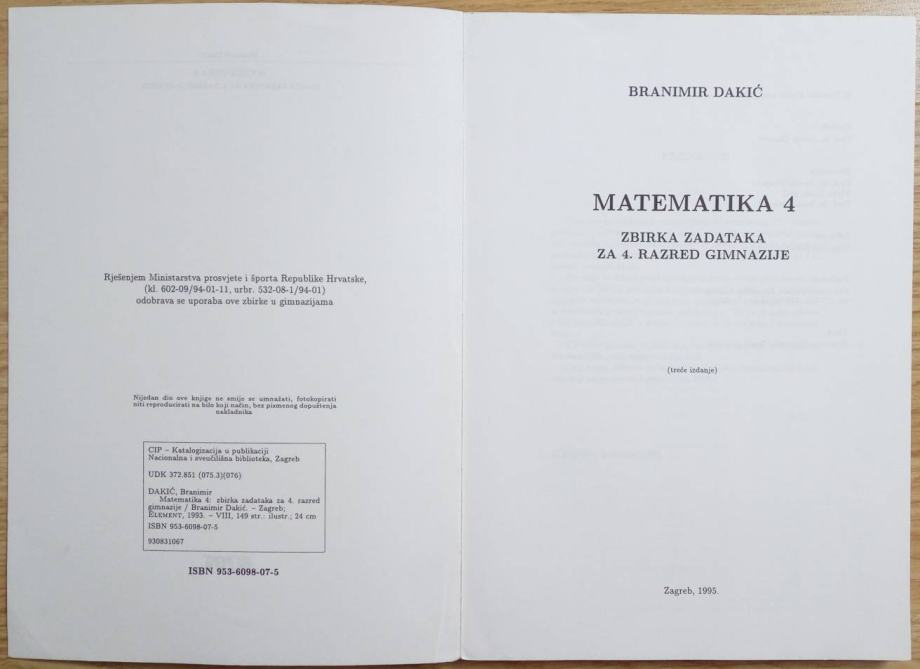 Rješenjem Ministarstva prosvjete i športa Republike Hrvatske,
(kl. 602-09/94-01-11, urbr. 532-08-1/94-01)
odobrava se uporaba ove zbirke u gimnazijama
Nijedan dio ove knjige ne smije se umnažati, fotokopirati
niti reproducirati na bilo koji način, bez pismenog dopuštenja
nakladnika
CIP – Katalogizacija u publikaciji
Nacionalna i sveučilišna biblioteka, Zagreb
UDK 372.851 (075.3)(076)
DAKIĆ, Branimir
Matematika 4: zbirka zadataka za 4. razred
gimnazije / Branimir Dakić. – Zagreb;
ELEMENT, 1993. – VIII, 149 str.: ilustr.; 24 cm
ISBN 953-6098-07-5
930831067
ISBN 953-6098-07-5
BRANIMIR DAKIĆ
MATEMATIKA 4
ZBIRKA ZADATAKA
ZA 4. RAZRED GIMNAZIJE
(treće izdanje)
Zagreb, 1995.